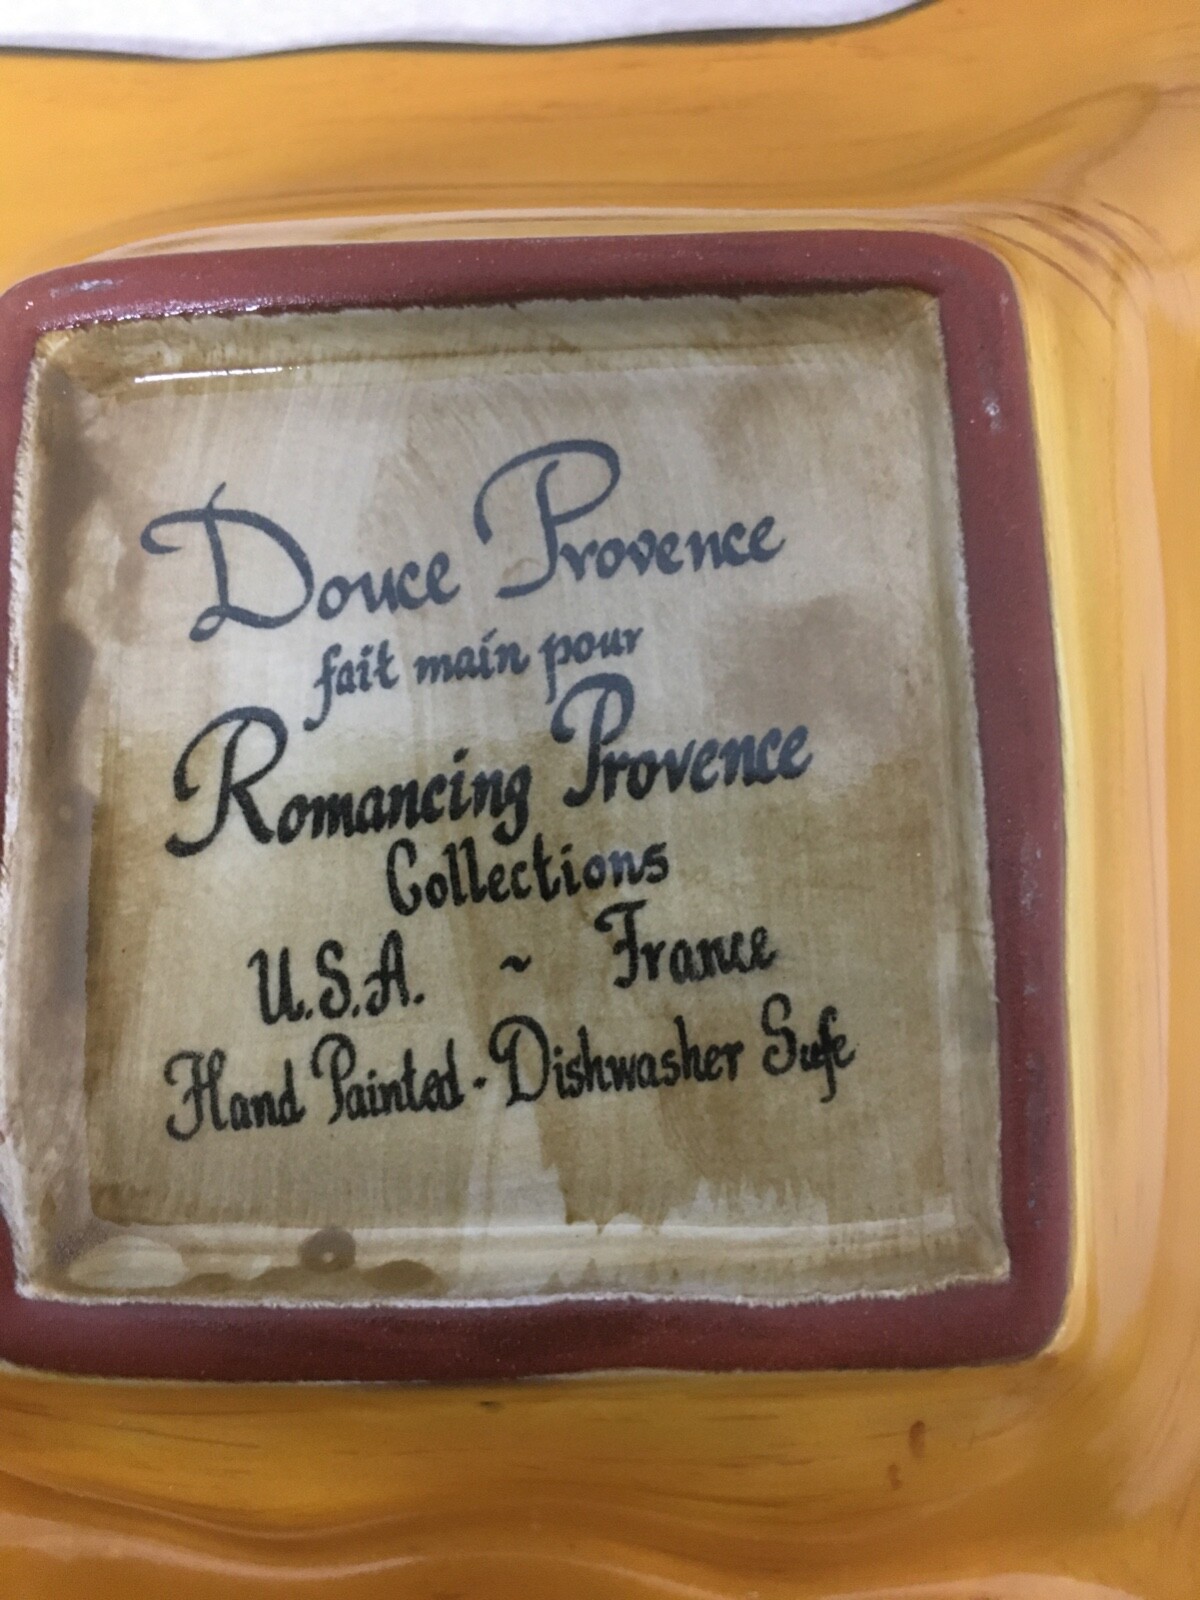 Douce Provence
fait main pour
Romancing Provence
Collections
U.S.A. ~ France
Hand Painted - Dishwasher Safe